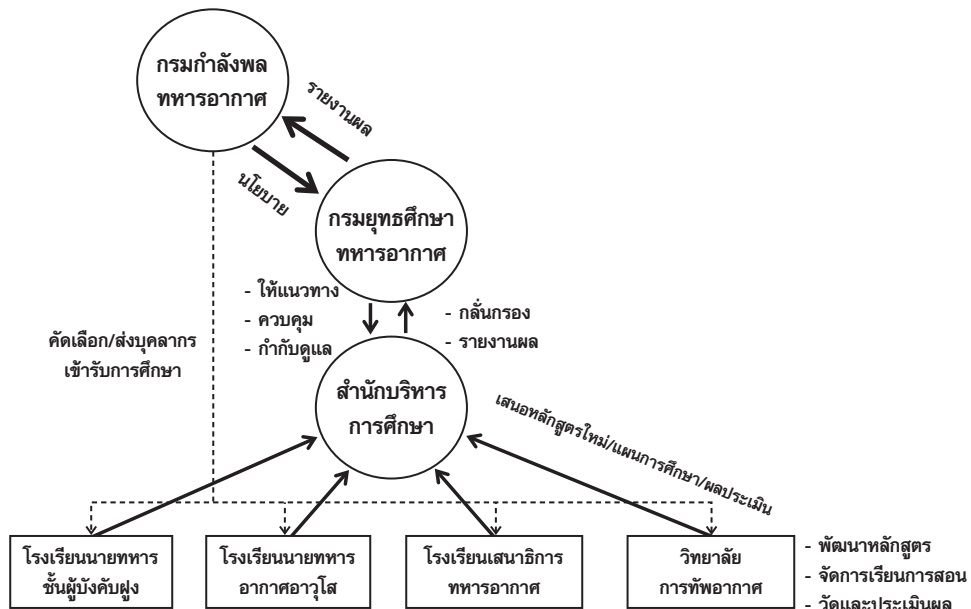 กรมกำลังพล
ทหารอากาศ
รายงานผล
นโยบาย
กรมยุทธศึกษา
ทหารอากาศ
- ให้แนวทาง
- ควบคุม
- กำกับดูแล
- กลั่นกรอง
- รายงานผล
คัดเลือก/ส่งบุคลากร
เข้ารับการศึกษา
สำนักบริหาร
การศึกษา
เสนอหลักสูตรใหม่/แผนการศึกษา/ผลประเมิน
โรงเรียนนายทหาร
ชั้นผู้บังคับฝูง
โรงเรียนนายทหาร
อากาศอาวุโส
โรงเรียนเสนาธิการ
ทหารอากาศ
วิทยาลัย
การทัพอากาศ
- พัฒนาหลักสูตร
- จัดการเรียนการสอน
- วัดและประเมินผล